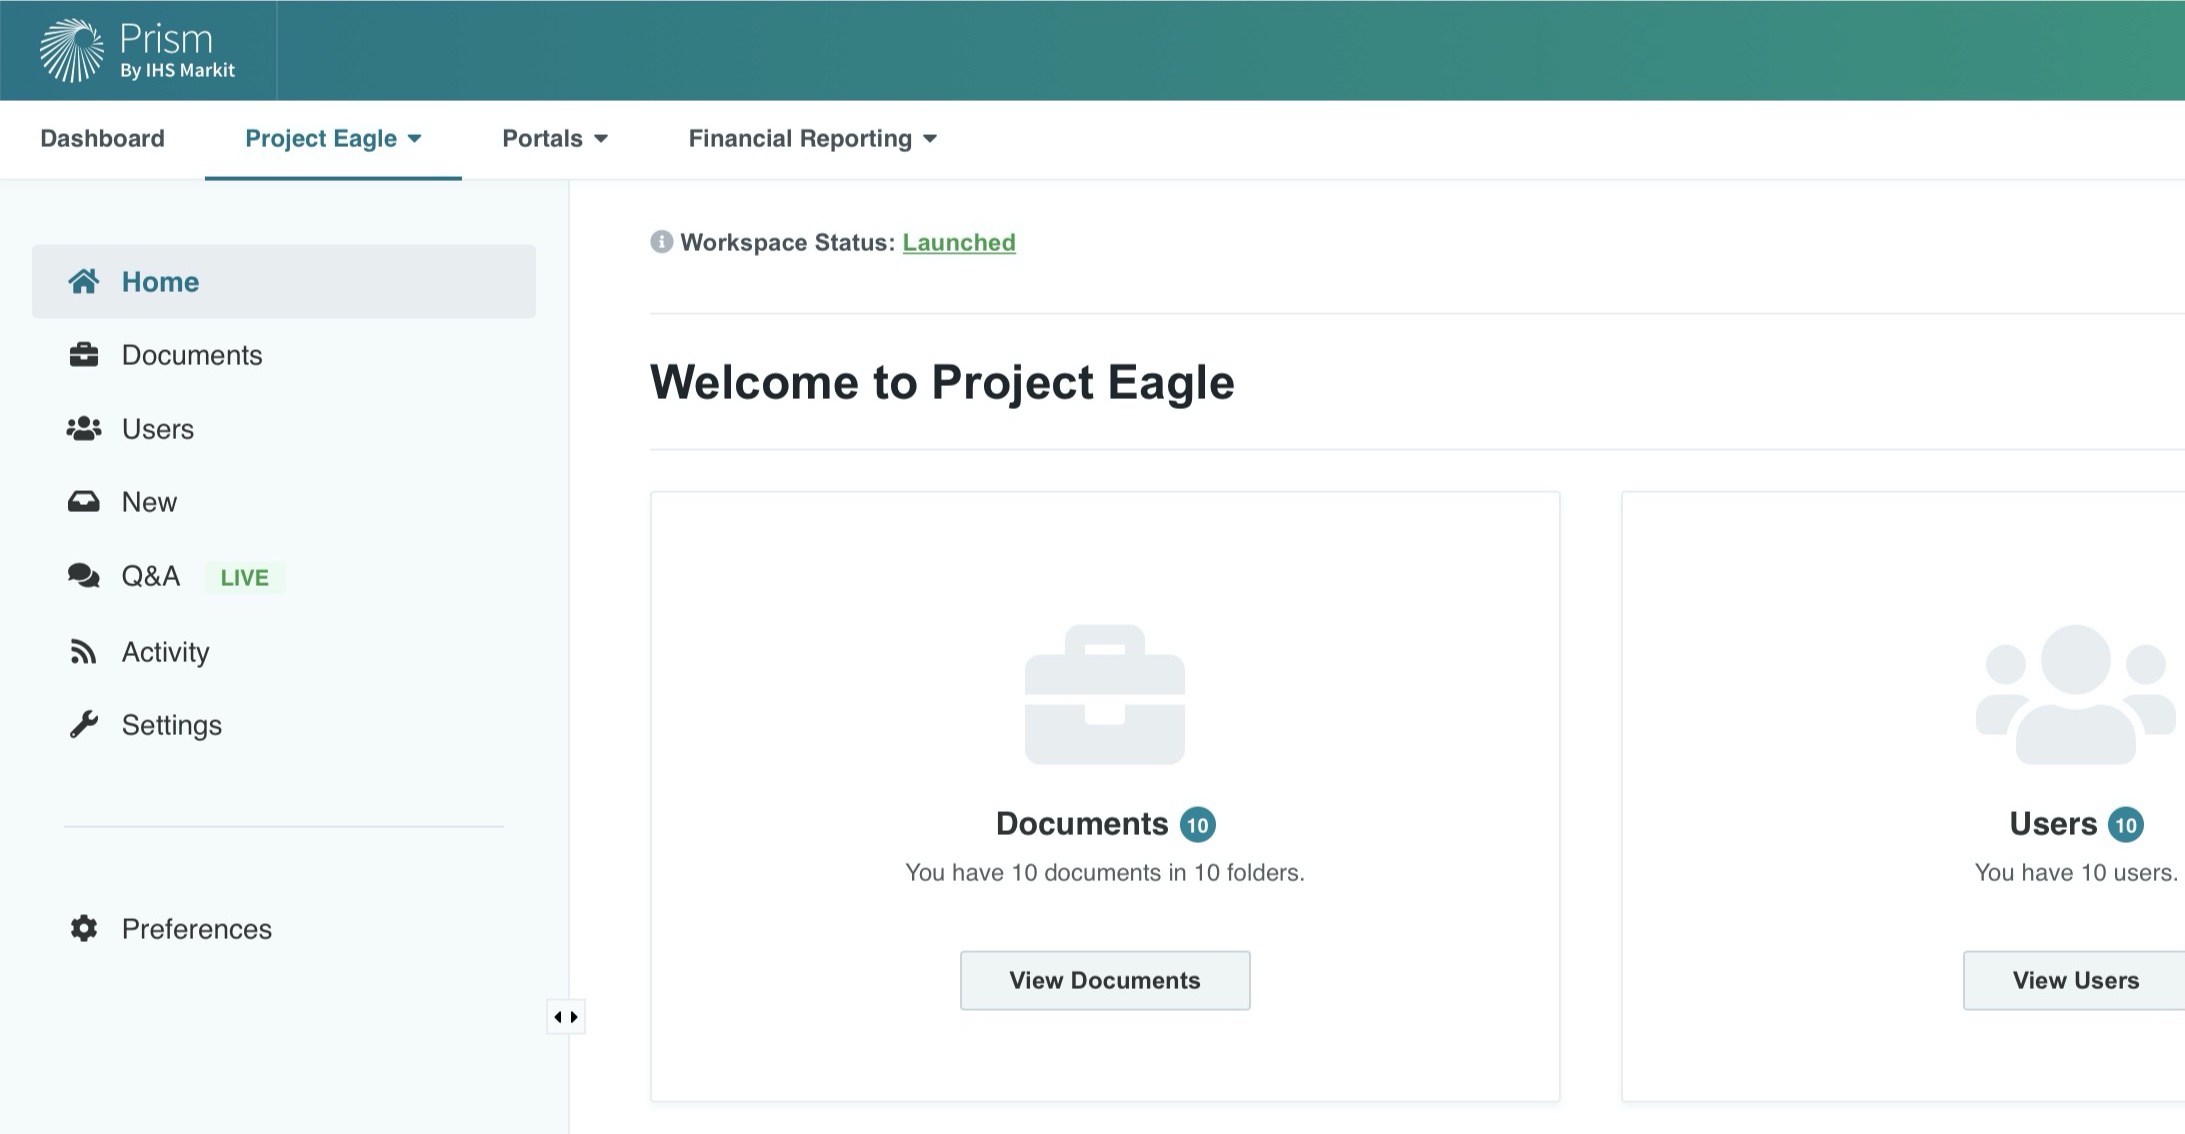 Prism
By IHS Markit
Dashboard
Project Eagle
Portals
Financial Reporting
Home
Documents
Users
New
Q&A LIVE
Activity
Settings
Preferences
Workspace Status: Launched
Welcome to Project Eagle
Documents 10
You have 10 documents in 10 folders.
View Documents
Users 10
You have 10 users.
View Users